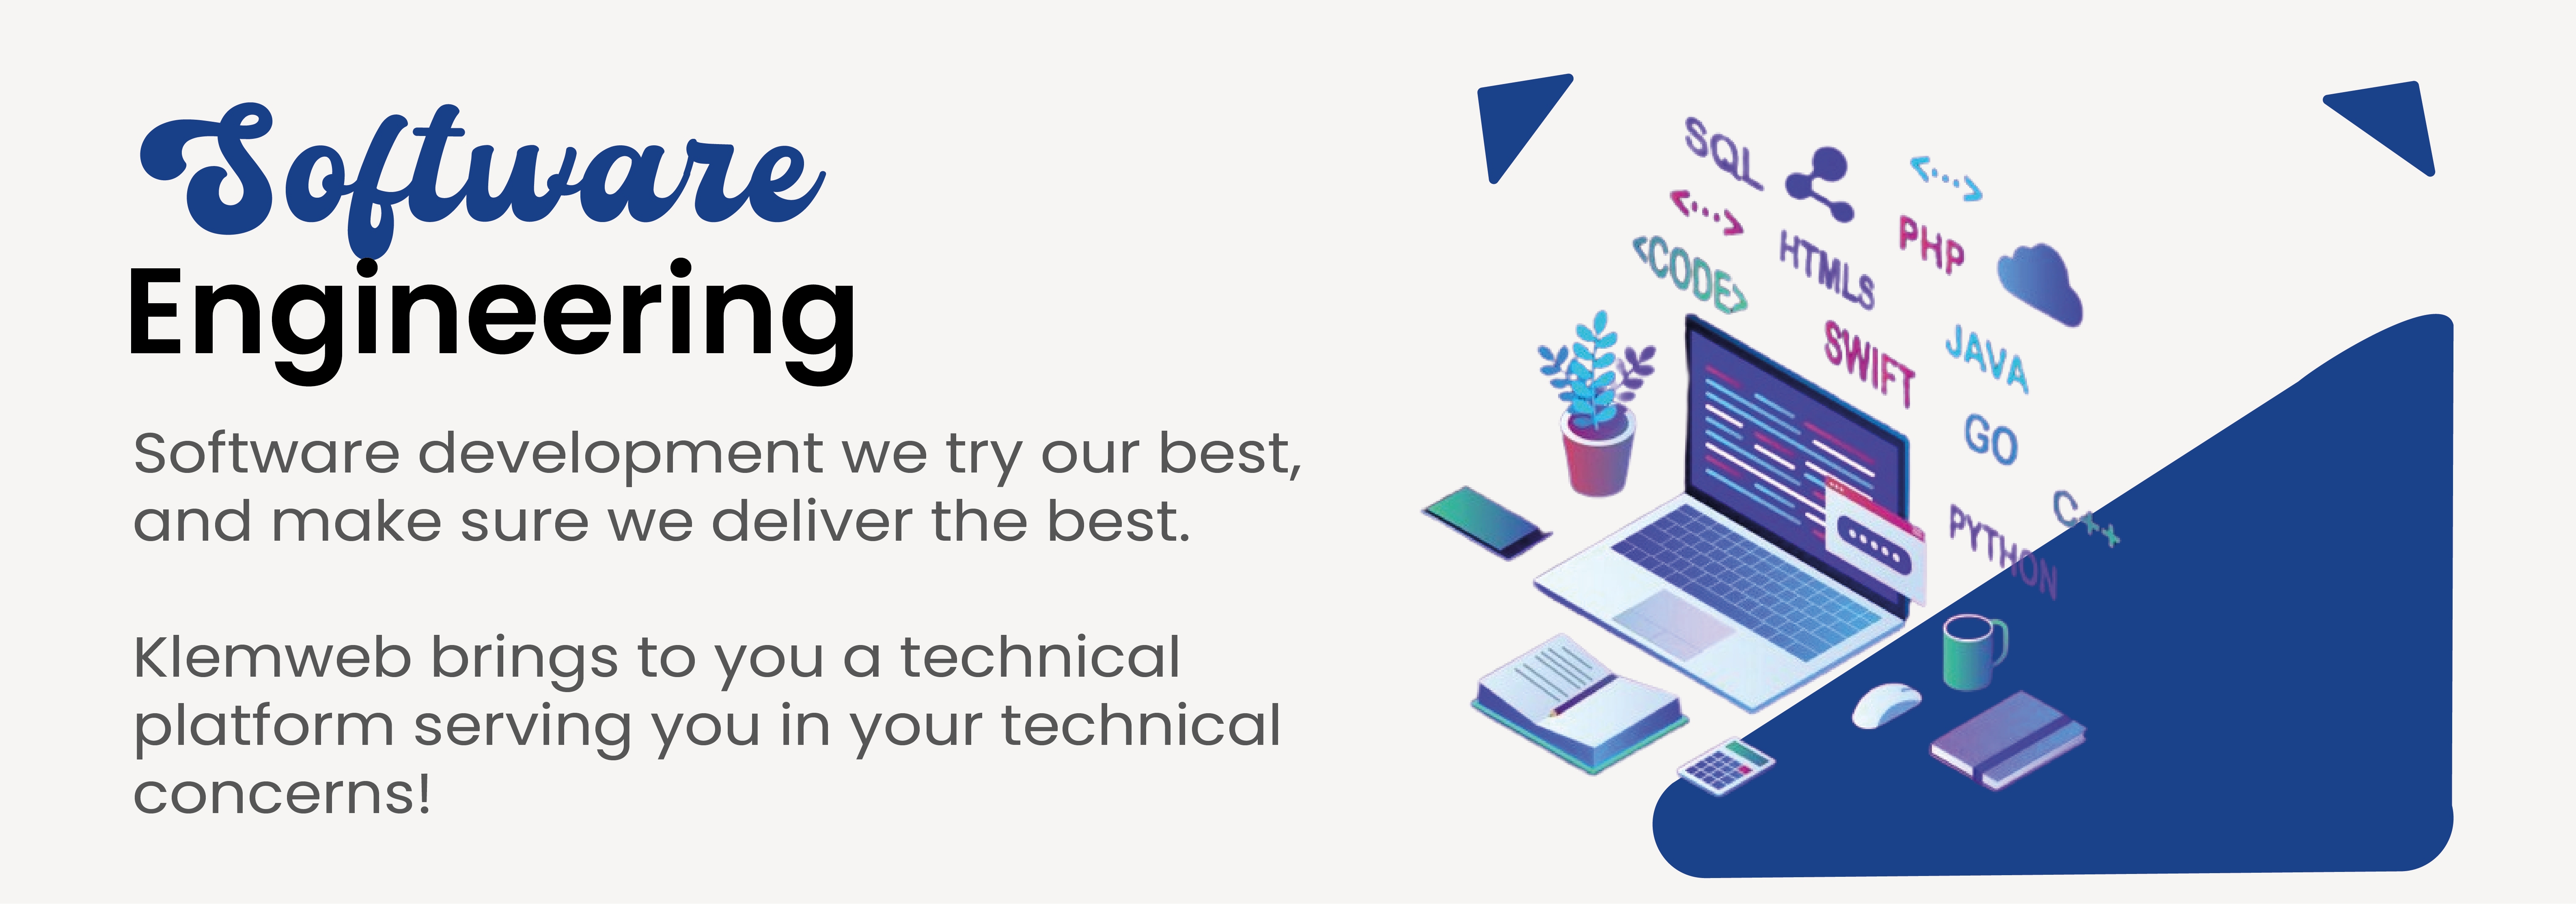 Software
Engineering
Software development we try our best,
and make sure we deliver the best.
Klemweb brings to you a technical
platform serving you in your technical
concerns!
SQL
<...>
<...>
PHP
<CODE>
HTMLS
SWIFT
JAVA
GO
C++
PYTHON